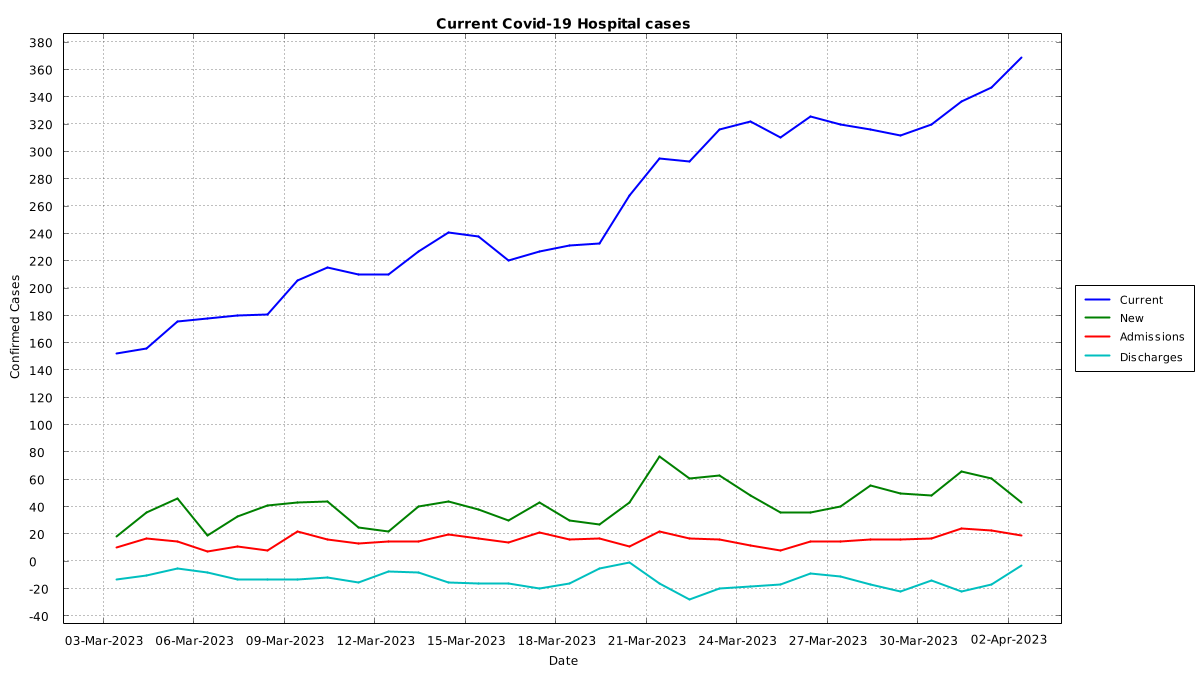 Current Covid-19 Hospital cases
380
360
340
320
300
280
260
240
220
200
180
160
140
120
100
80
60
40
20
0
-20
-40
Confirmed Cases
03-Mar-2023 06-Mar-2023 09-Mar-2023 12-Mar-2023 15-Mar-2023 18-Mar-2023 21-Mar-2023 24-Mar-2023 27-Mar-2023 30-Mar-2023 02-Apr-2023
Date
Current
New
Admissions
Discharges